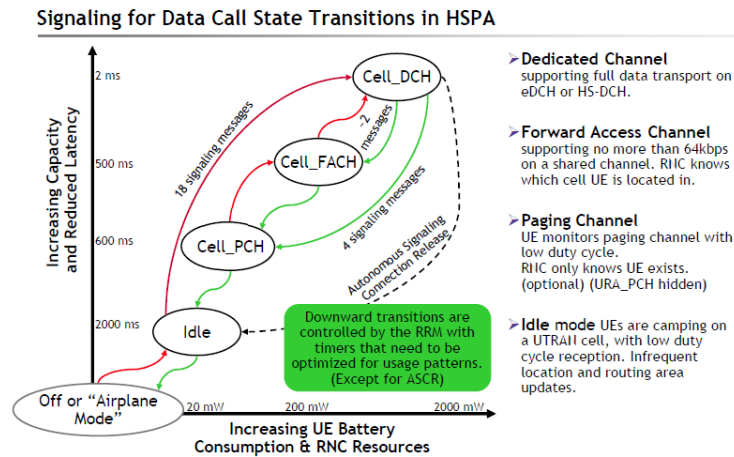 Signaling for Data Call State Transitions in HSPA
2 ms
500 ms
600 ms
2000 ms
Increasing Capacity
and Reduced Latency
Cell_DCH
Cell_FACH
Cell_PCH
Idle
Off or “Airplane
Mode”
18 signaling messages
~2
messages
4 signaling messages
Autonomous Signaling
Connection Release
Downward transitions are
controlled by the RRM with
timers that need to be
optimized for usage patterns.
(Except for ASCR)
20 mW
200 mW
2000 mW
Increasing UE Battery
Consumption & RNC Resources
Dedicated Channel
supporting full data transport on
eDCH or HS-DCH.
Forward Access Channel
supporting no more than 64kbps
on a shared channel. RNC knows
which cell UE is located in.
Paging Channel
UE monitors paging channel with
low duty cycle.
RNC only knows UE exists.
(optional) (URA_PCH hidden)
Idle mode UEs are camping on
a UTRAN cell, with low duty
cycle reception. Infrequent
location and routing area
updates.